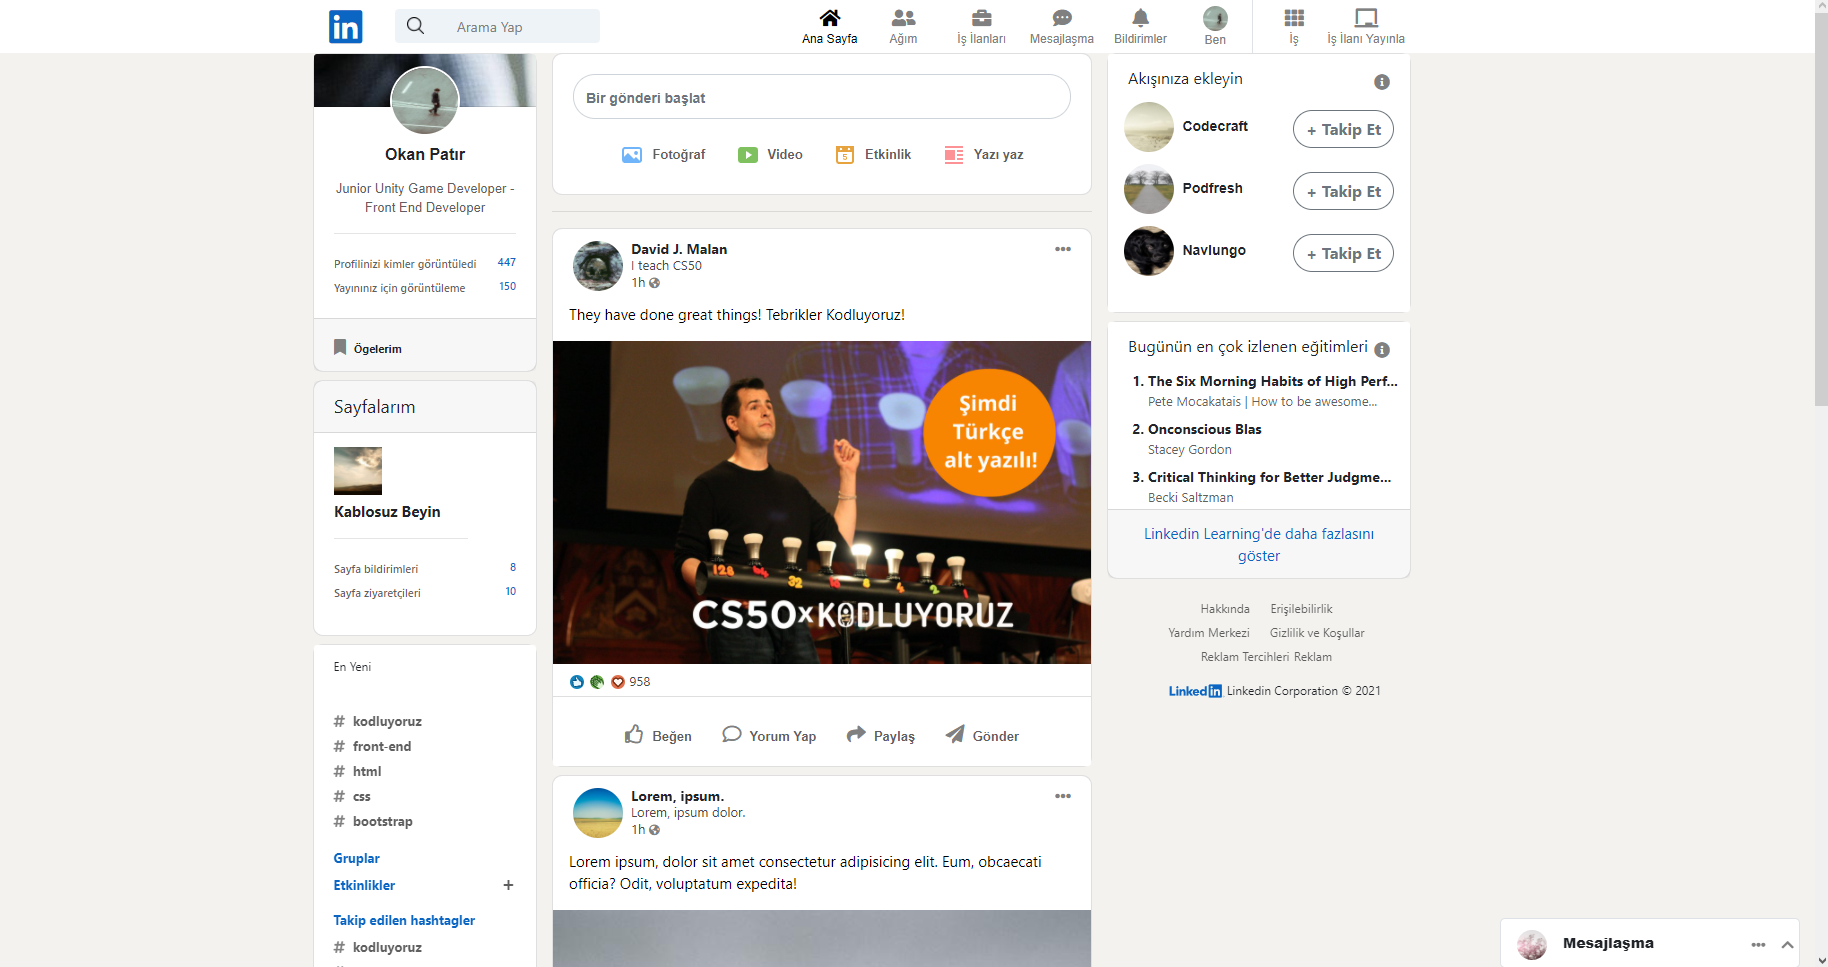 in
Arama Yap
Ana Sayfa
Ağım
İş İlanları
Mesajlaşma
Bildirimler
Ben
İş
İş İlanı Yayınla
Okan Patır
Junior Unity Game Developer -
Front End Developer
Profilinizi kimler görüntüledi 447
Yayınınız için görüntüleme 150
Ögelerim
Sayfalarım
Kablosuz Beyin
Sayfa bildirimleri 8
Sayfa ziyaretçileri 10
En Yeni
# kodluyoruz
# front-end
# html
# css
# bootstrap
Gruplar
Etkinlikler +
Takip edilen hashtagler
# kodluyoruz
Bir gönderi başlat
Fotoğraf
Video
5 Etkinlik
Yazı yaz
David J. Malan
I teach CS50
1h
They have done great things! Tebrikler Kodluyoruz!
Şimdi
Türkçe
alt yazılı!
128 64 32 16 8 4 2 1
CS50xKODLUYORUZ
958
Beğen
Yorum Yap
Paylaş
Gönder
Lorem, ipsum.
Lorem, ipsum dolor.
1h
Lorem ipsum, dolor sit amet consectetur adipisicing elit. Eum, obcaecati
officia? Odit, voluptatum expedita!
Akışınıza ekleyin
Codecraft + Takip Et
Podfresh + Takip Et
Navlungo + Takip Et
Bugünün en çok izlenen eğitimleri
1. The Six Morning Habits of High Perf...
Pete Mocakatais | How to be awesome...
2. Onconscious Blas
Stacey Gordon
3. Critical Thinking for Better Judgme...
Becki Saltzman
Linkedin Learning'de daha fazlasını
göster
Hakkında Erişilebilirlik
Yardım Merkezi Gizlilik ve Koşullar
Reklam Tercihleri Reklam
Linkedin Linkedin Corporation © 2021
Mesajlaşma